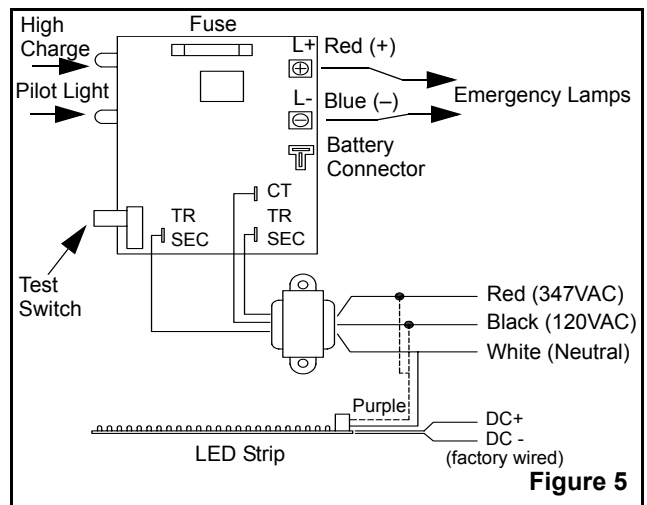 High
Charge
Fuse
L+
Red (+)
Pilot Light
Emergency Lamps
L-
Blue (–)
Battery
Connector
CT
TR
SEC
TR
SEC
Test
Switch
Red (347VAC)
Black (120VAC)
White (Neutral)
Purple
DC+
DC -
(factory wired)
LED Strip
Figure 5